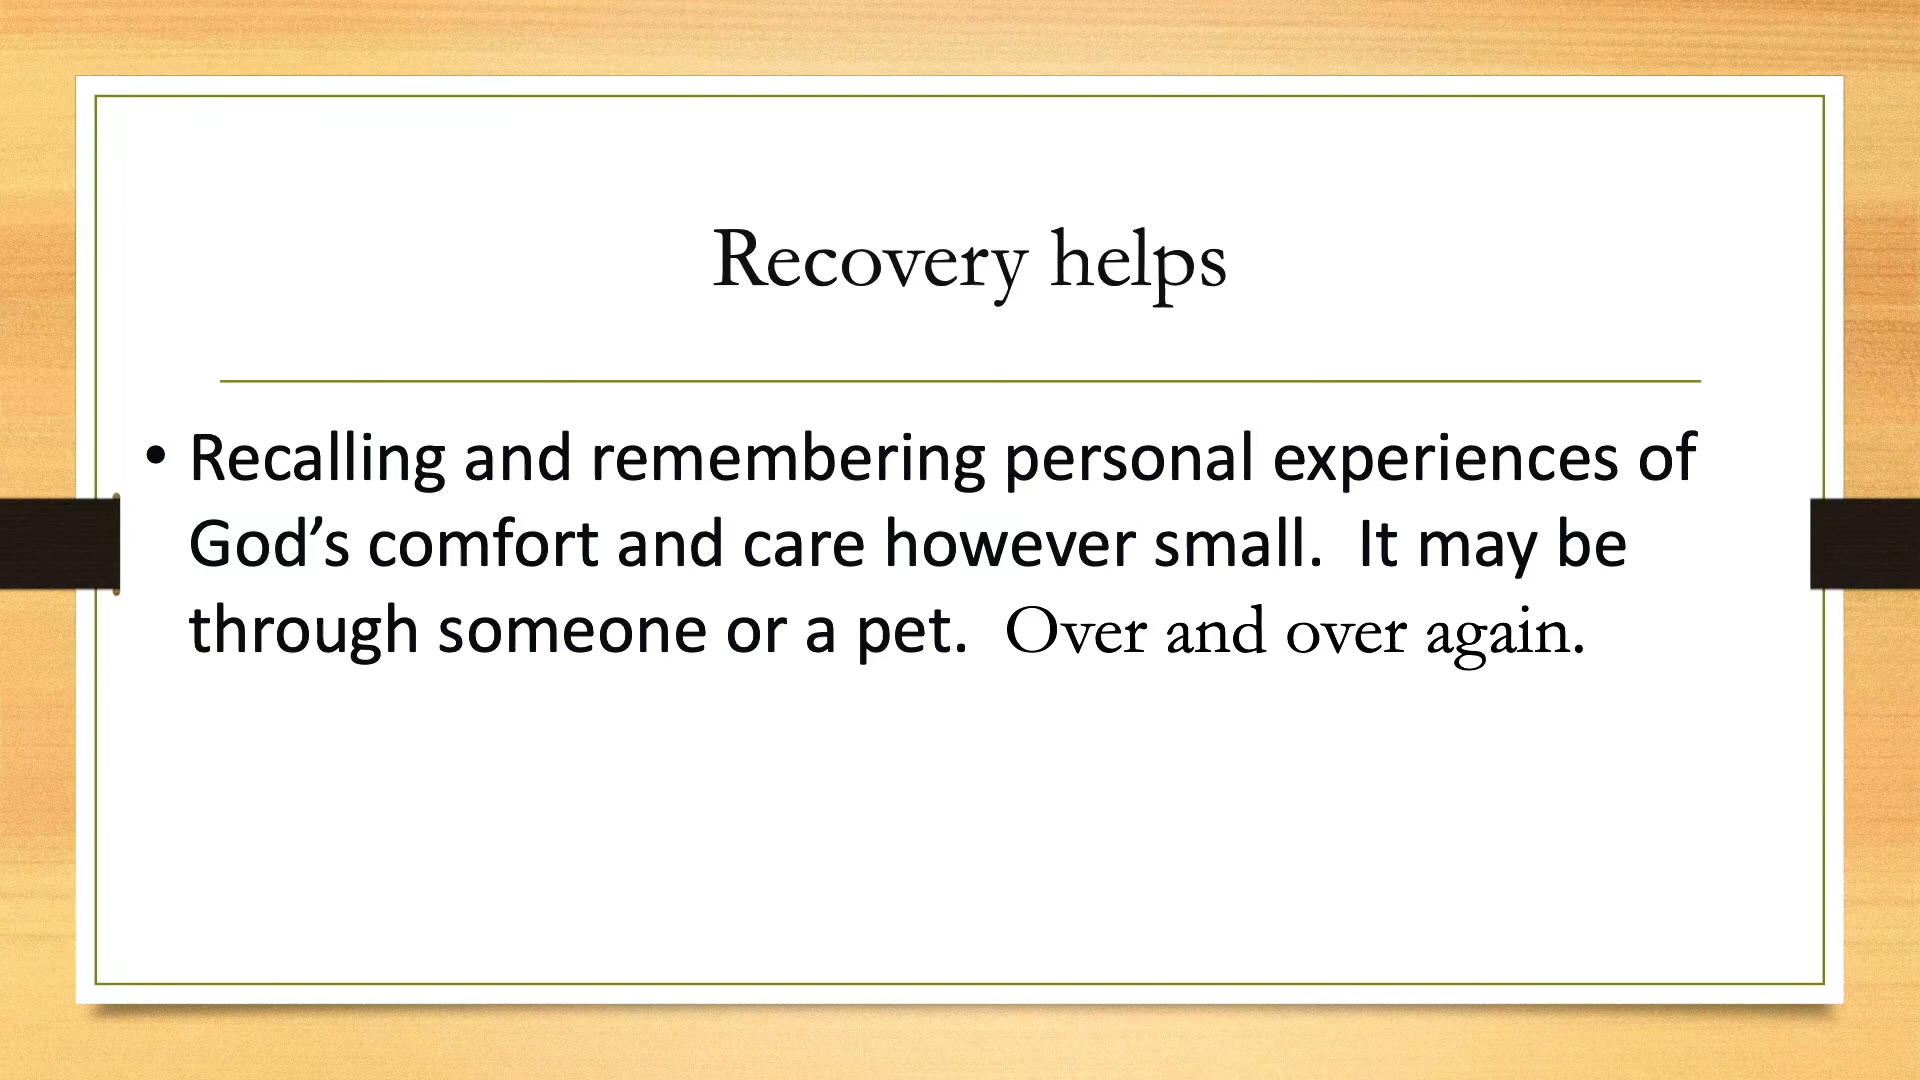 Recovery helps
• Recalling and remembering personal experiences of
God’s comfort and care however small.  It may be
through someone or a pet.  Over and over again.